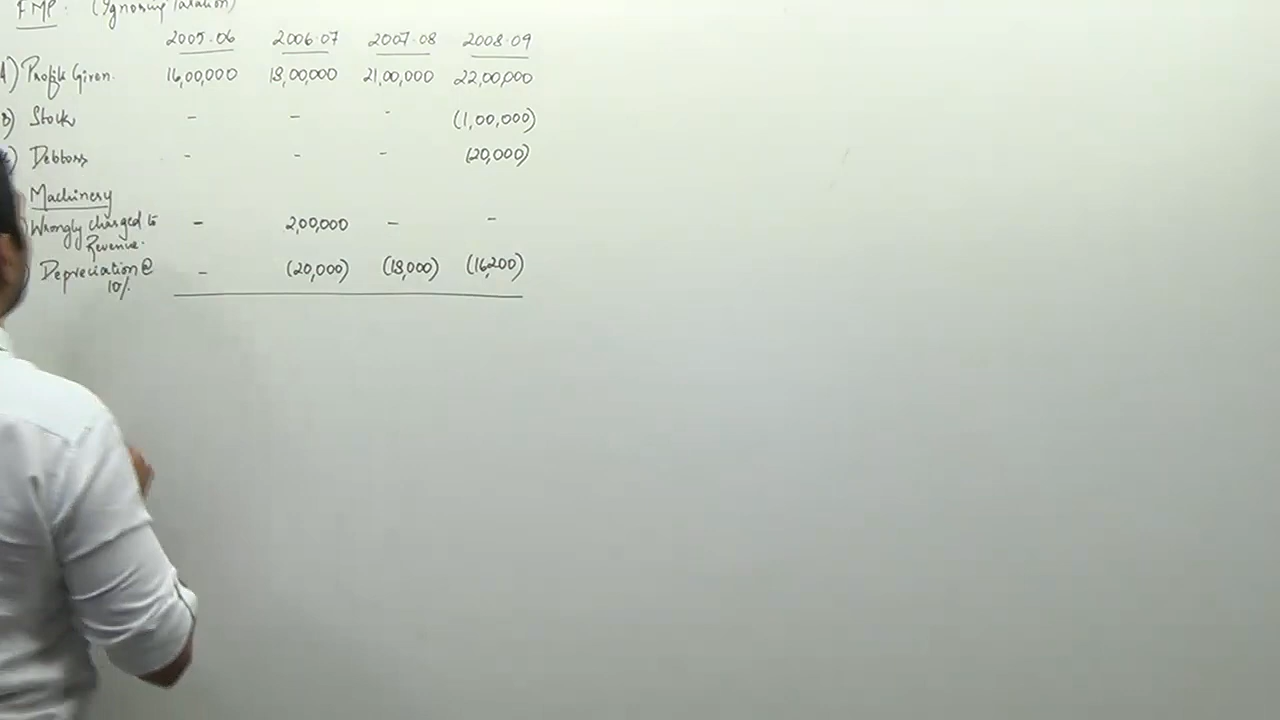 FMP. (Ignoring Taxation)
2005-06 2006-07 2007-08 2008-09
A) Profit Given. 16,00,000 18,00,000 21,00,000 22,00,000
B) Stock - - - (1,00,000)
Debtors - - - (20,000)
Machinery
) Wrongly charged to - 2,00,000 - -
Revenue.
) Depreciation @ - (20,000) (18,000) (16,200)
10%